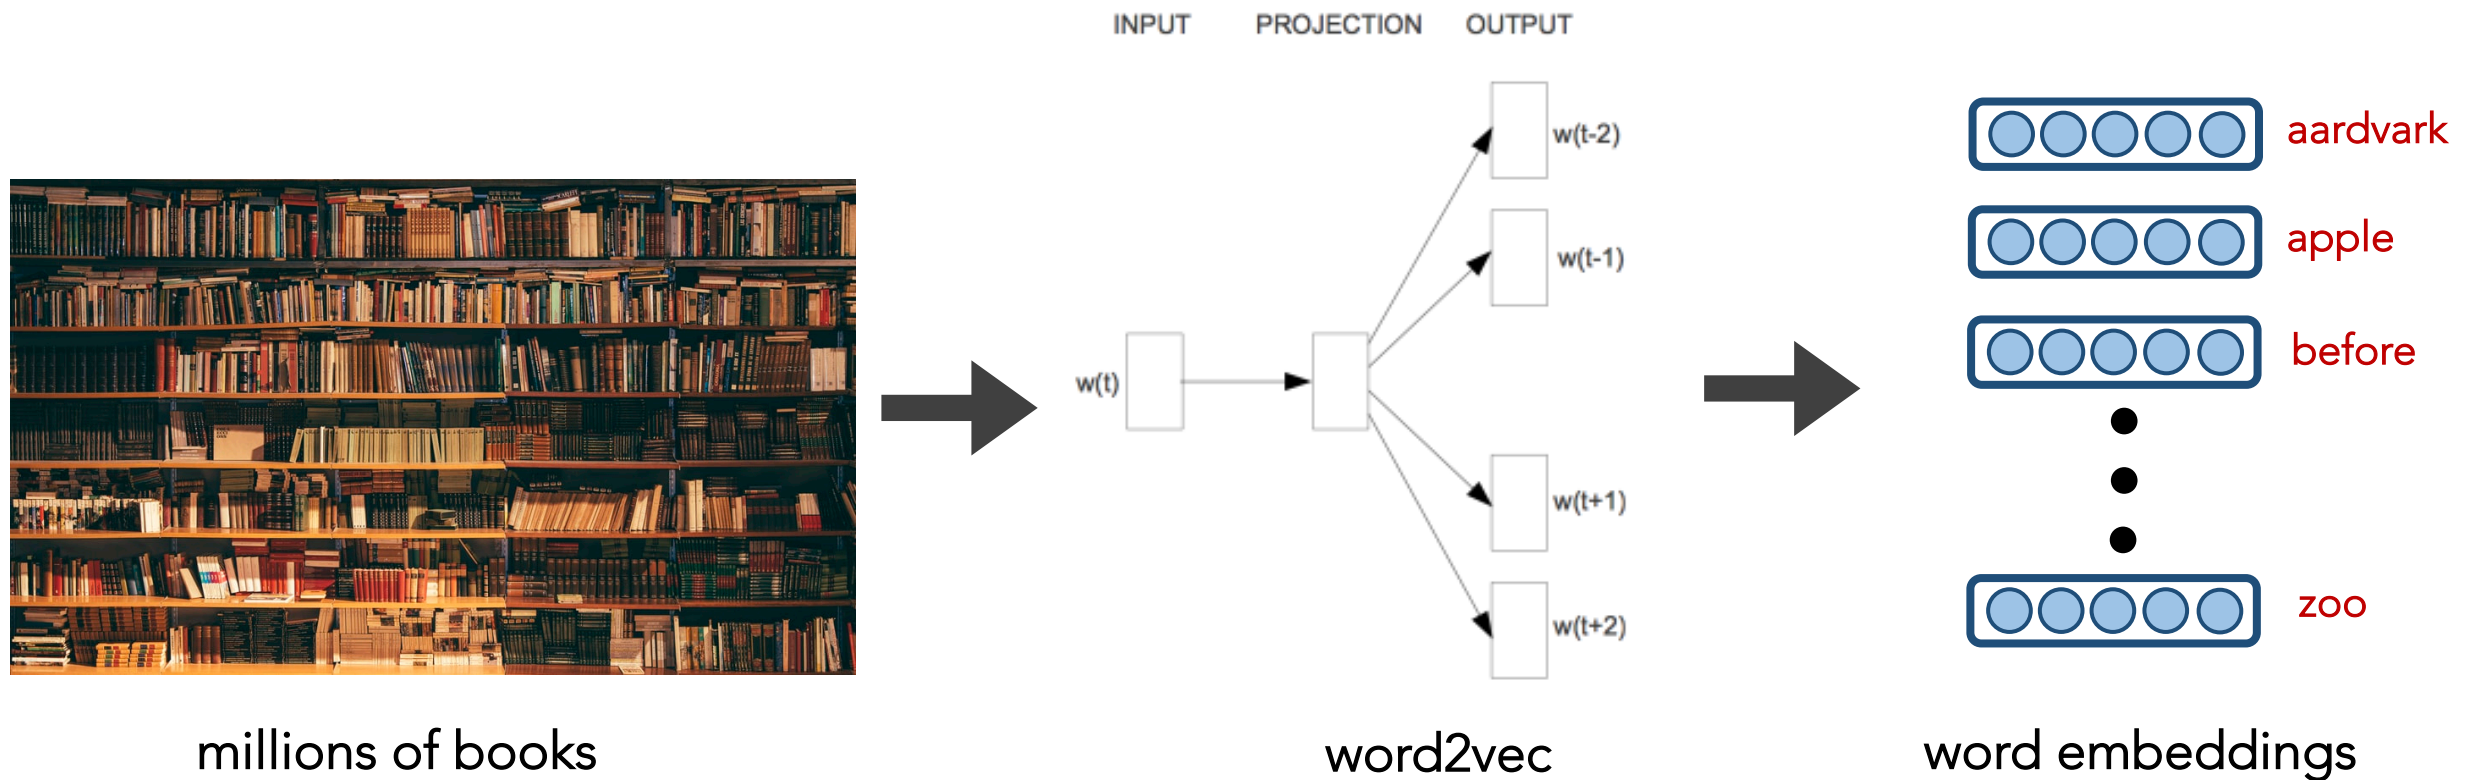 INPUT PROJECTION OUTPUT
w(t-2)
w(t-1)
w(t)
w(t+1)
w(t+2)
aardvark
apple
before
zoo
millions of books
word2vec
word embeddings